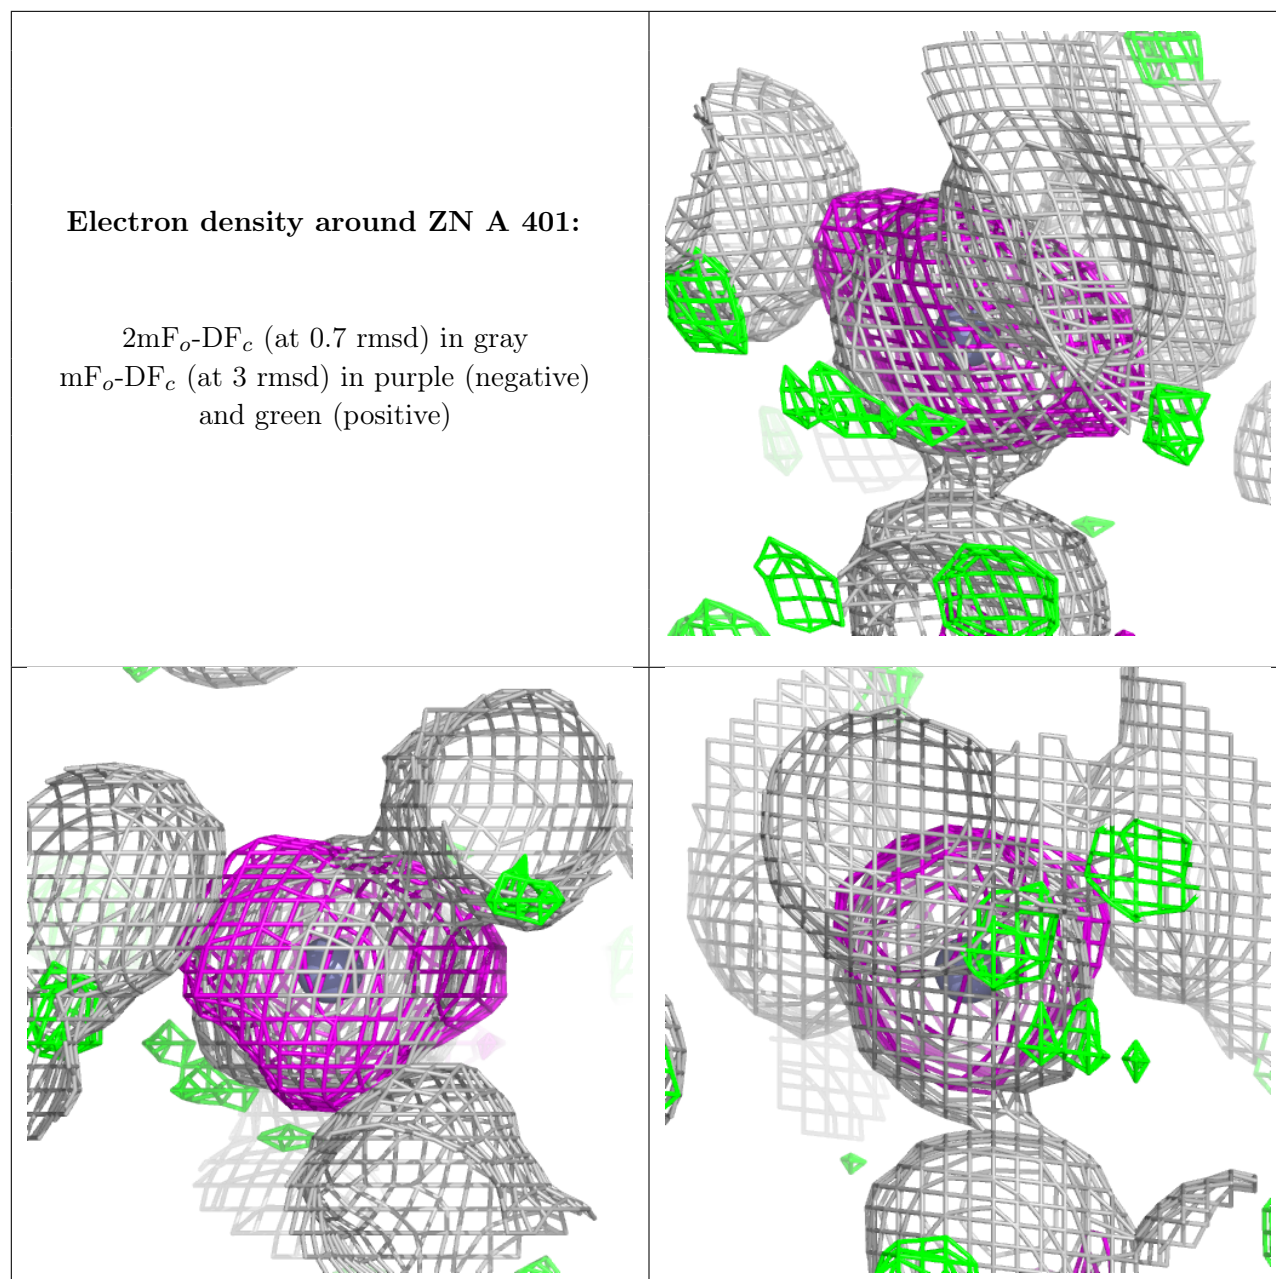 Electron density around ZN A 401:
2mFo-DFc (at 0.7 rmsd) in gray
mFo-DFc (at 3 rmsd) in purple (negative)
and green (positive)